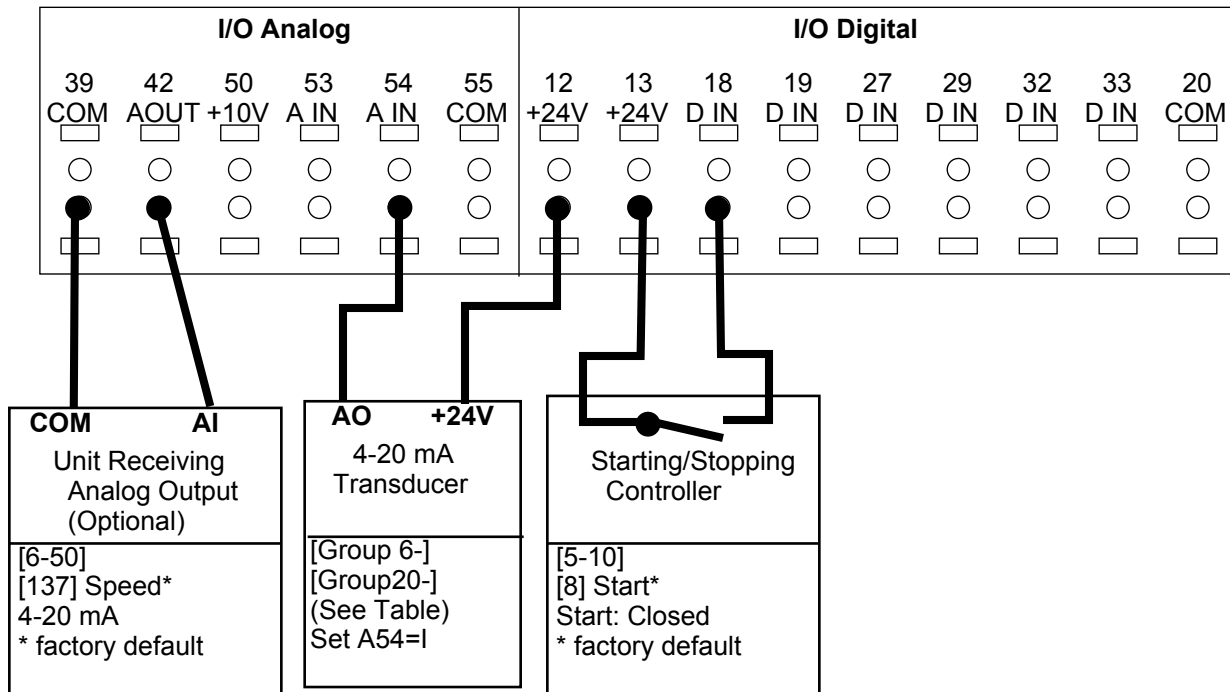 I/O Analog I/O Digital
39 42 50 53 54 55 12 13 18 19 27 29 32 33 20
COM AOUT +10V A IN A IN COM +24V +24V D IN D IN D IN D IN D IN D IN COM
COM AI
Unit Receiving
Analog Output
(Optional)
[6-50]
[137] Speed*
4-20 mA
* factory default
AO +24V
4-20 mA
Transducer
[Group 6-]
[Group20-]
(See Table)
Set A54=I
Starting/Stopping
Controller
[5-10]
[8] Start*
Start: Closed
* factory default